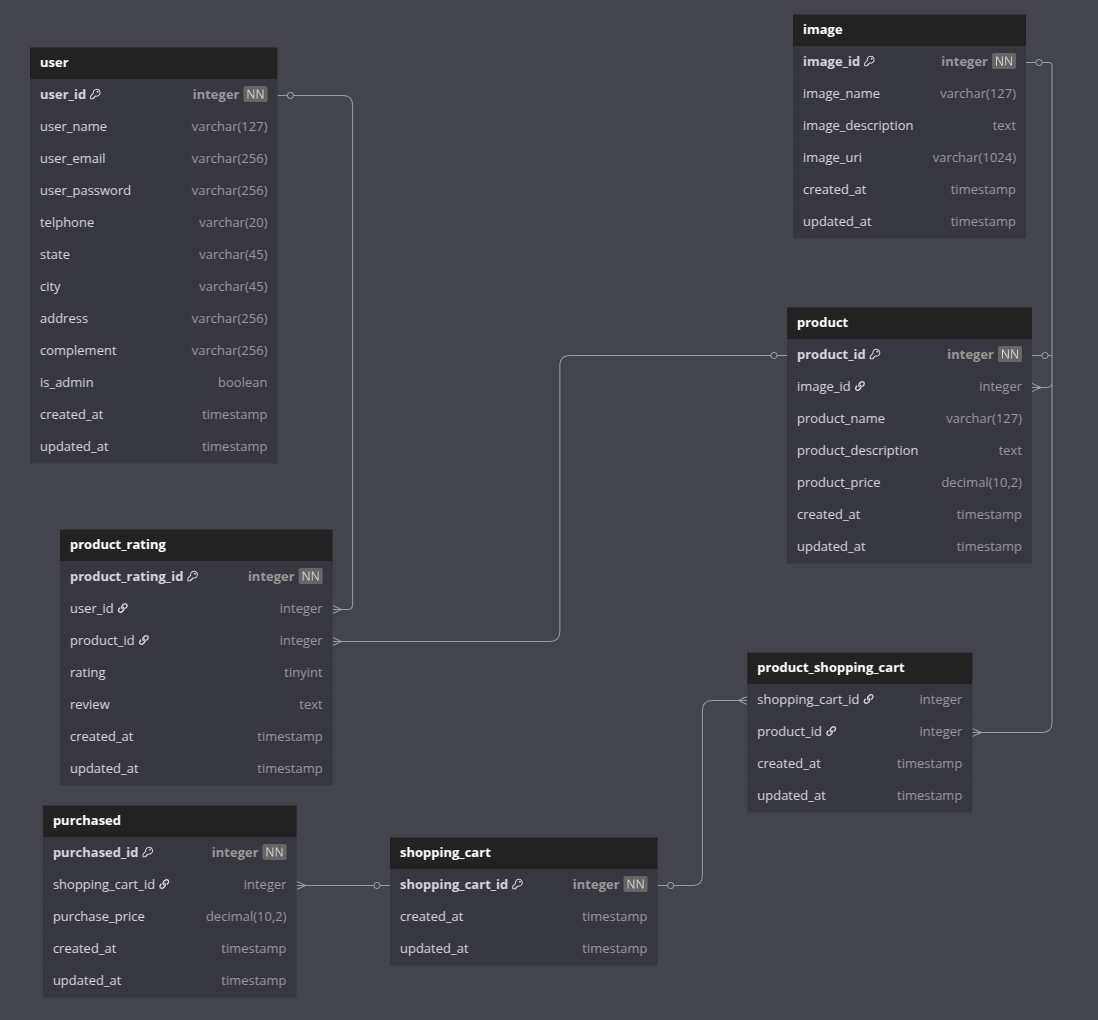 user
user_id integer NN
user_name varchar(127)
user_email varchar(256)
user_password varchar(256)
telphone varchar(20)
state varchar(45)
city varchar(45)
address varchar(256)
complement varchar(256)
is_admin boolean
created_at timestamp
updated_at timestamp
image
image_id integer NN
image_name varchar(127)
image_description text
image_uri varchar(1024)
created_at timestamp
updated_at timestamp
product
product_id integer NN
image_id integer
product_name varchar(127)
product_description text
product_price decimal(10,2)
created_at timestamp
updated_at timestamp
product_rating
product_rating_id integer NN
user_id integer
product_id integer
rating tinyint
review text
created_at timestamp
updated_at timestamp
product_shopping_cart
shopping_cart_id integer
product_id integer
created_at timestamp
updated_at timestamp
purchased
purchased_id integer NN
shopping_cart_id integer
purchase_price decimal(10,2)
created_at timestamp
updated_at timestamp
shopping_cart
shopping_cart_id integer NN
created_at timestamp
updated_at timestamp